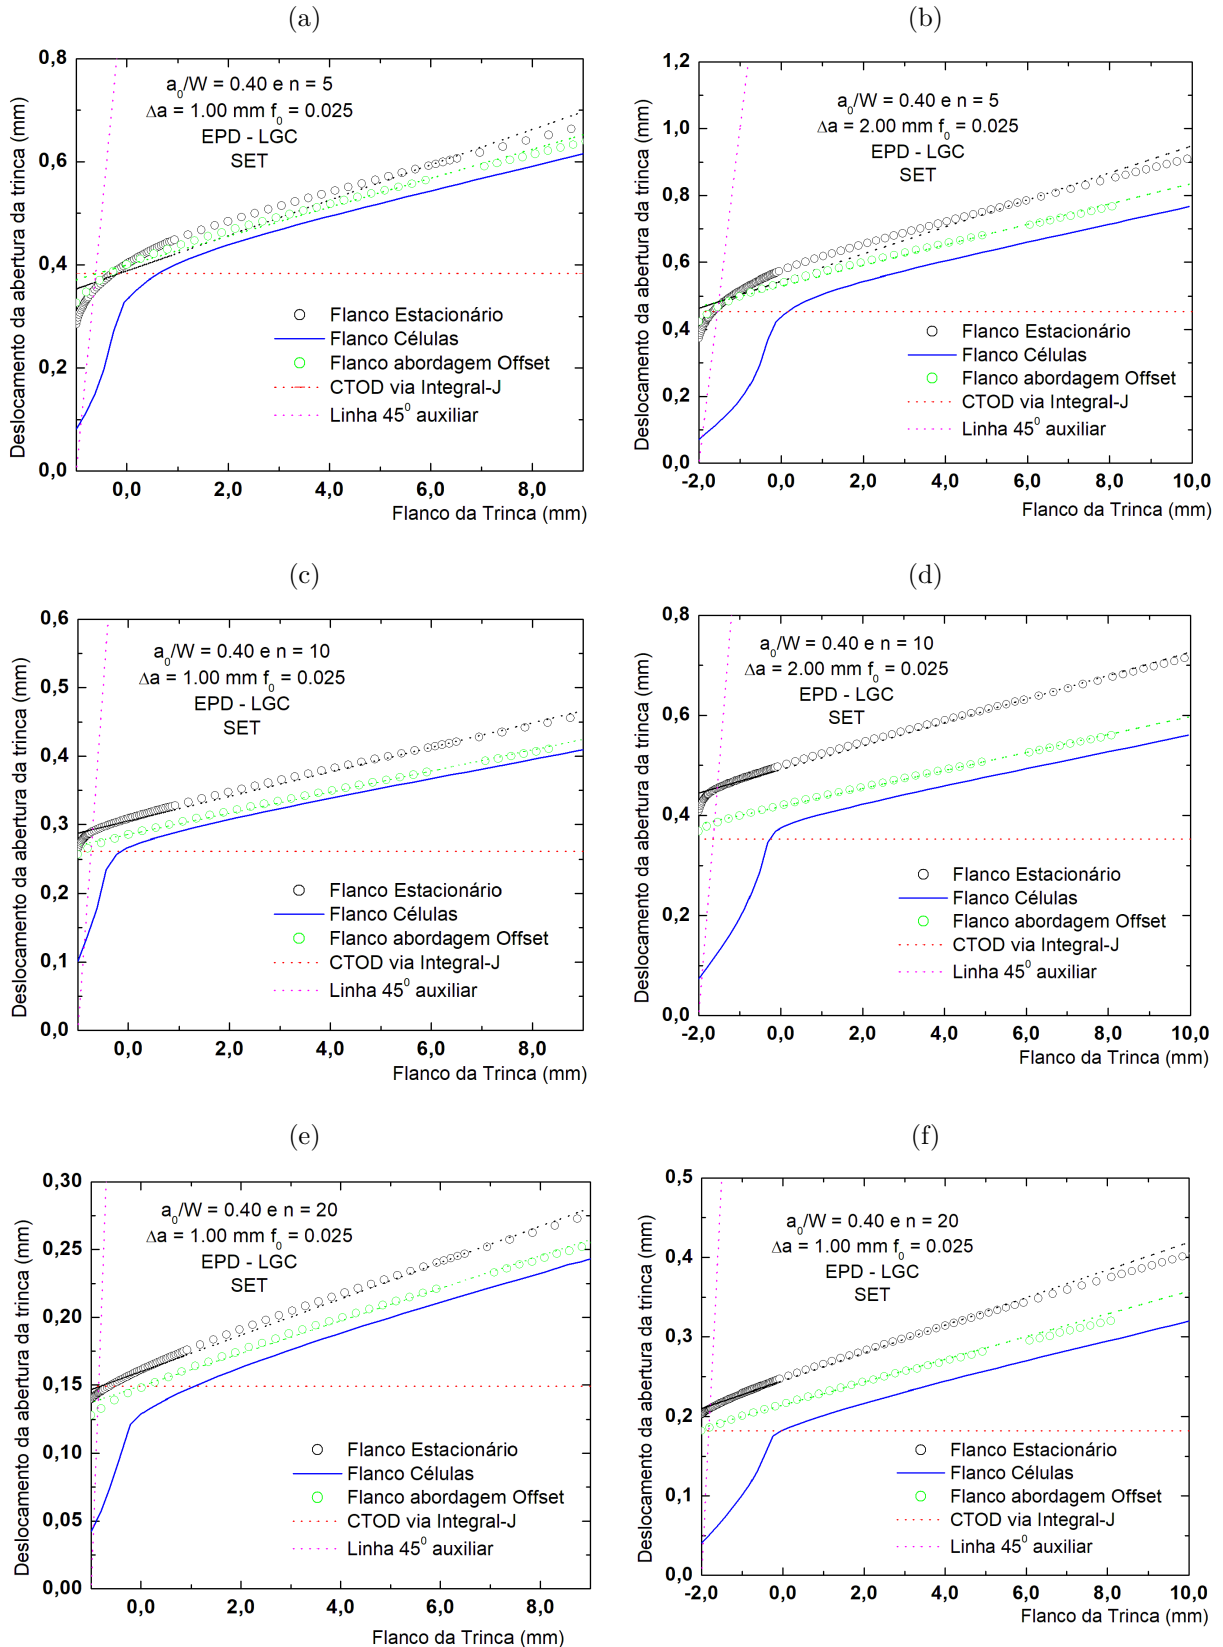 (a)
0,8
0,6
0,4
0,2
0,0
Deslocamento da abertura da trinca (mm)
a0/W = 0.40 e n = 5
Δa = 1.00 mm f0 = 0.025
EPD - LGC
SET
Flanco Estacionário
Flanco Células
Flanco abordagem Offset
CTOD via Integral-J
Linha 45⁰ auxiliar
0,0 2,0 4,0 6,0 8,0
Flanco da Trinca (mm)
(b)
1,2
1,0
0,8
0,6
0,4
0,2
0,0
Deslocamento da abertura da trinca (mm)
a0/W = 0.40 e n = 5
Δa = 2.00 mm f0 = 0.025
EPD - LGC
SET
Flanco Estacionário
Flanco Células
Flanco abordagem Offset
CTOD via Integral-J
Linha 45⁰ auxiliar
-2,0 0,0 2,0 4,0 6,0 8,0 10,0
Flanco da Trinca (mm)
(c)
0,6
0,5
0,4
0,3
0,2
0,1
0,0
Deslocamento da abertura da trinca (mm)
a0/W = 0.40 e n = 10
Δa = 1.00 mm f0 = 0.025
EPD - LGC
SET
Flanco Estacionário
Flanco Células
Flanco abordagem Offset
CTOD via Integral-J
Linha 45⁰ auxiliar
0,0 2,0 4,0 6,0 8,0
Flanco da Trinca (mm)
(d)
0,8
0,6
0,4
0,2
0,0
Deslocamento da abertura da trinca (mm)
a0/W = 0.40 e n = 10
Δa = 2.00 mm f0 = 0.025
EPD - LGC
SET
Flanco Estacionário
Flanco Células
Flanco abordagem Offset
CTOD via Integral-J
Linha 45⁰ auxiliar
-2,0 0,0 2,0 4,0 6,0 8,0 10,0
Flanco da Trinca (mm)
(e)
0,30
0,25
0,20
0,15
0,10
0,05
0,00
Deslocamento da abertura da trinca (mm)
a0/W = 0.40 e n = 20
Δa = 1.00 mm f0 = 0.025
EPD - LGC
SET
Flanco Estacionário
Flanco Células
Flanco abordagem Offset
CTOD via Integral-J
Linha 45⁰ auxiliar
0,0 2,0 4,0 6,0 8,0
Flanco da Trinca (mm)
(f)
0,5
0,4
0,3
0,2
0,1
0,0
Deslocamento da abertura da trinca (mm)
a0/W = 0.40 e n = 20
Δa = 1.00 mm f0 = 0.025
EPD - LGC
SET
Flanco Estacionário
Flanco Células
Flanco abordagem Offset
CTOD via Integral-J
Linha 45⁰ auxiliar
-2,0 0,0 2,0 4,0 6,0 8,0 10,0
Flanco da Trinca (mm)